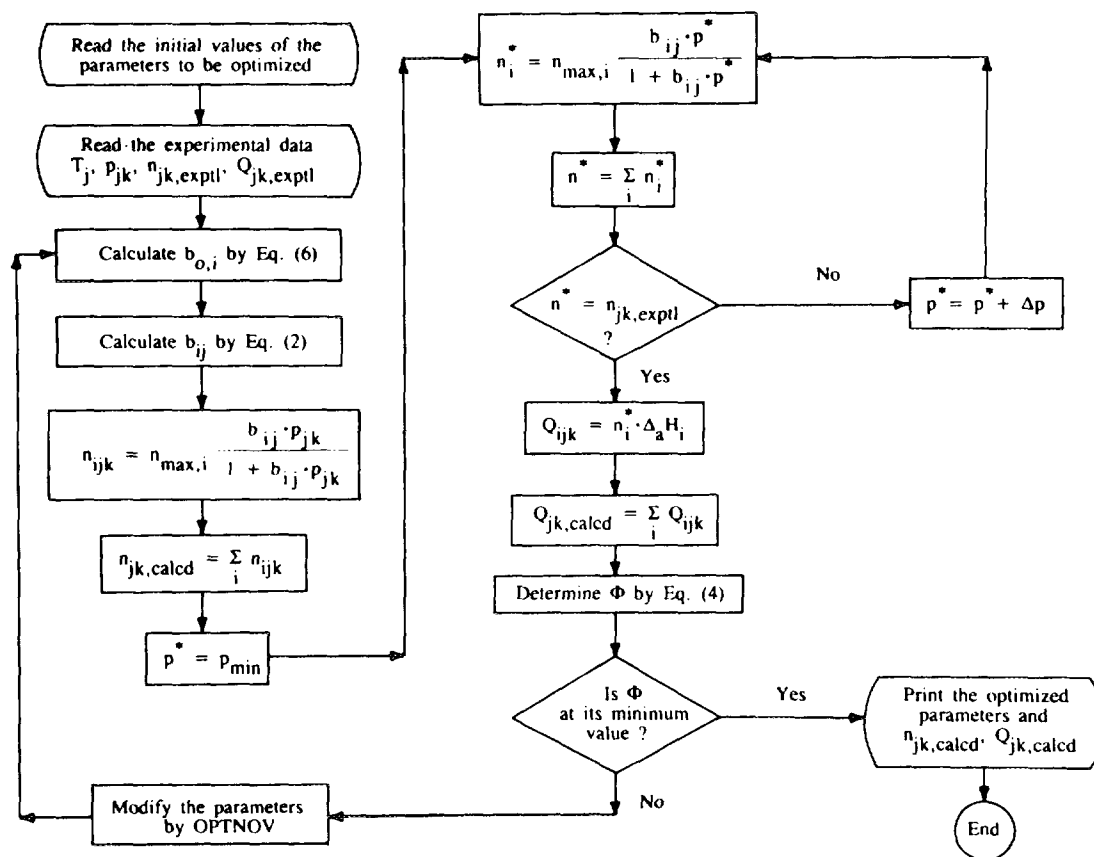 Read the initial values of the
parameters to be optimized
Read the experimental data
T_j, p_jk, n_jk,exptl, Q_jk,exptl
Calculate b_o,i by Eq. (6)
Calculate b_ij by Eq. (2)
n_ijk = n_max,i b_ij·p_jk / 1 + b_ij·p_jk
n_jk,calcd = Σ_i n_ijk
p* = p_min
n_i* = n_max,i b_ij·p* / 1 + b_ij·p*
n* = Σ_i n_i*
n* = n_jk,exptl
?
No
p* = p* + Δp
Yes
Q_ijk = n_i*·Δ_aH_i
Q_jk,calcd = Σ_i Q_ijk
Determine Φ by Eq. (4)
Is Φ
at its minimum
value ?
Yes
Print the optimized
parameters and
n_jk,calcd, Q_jk,calcd
No
Modify the parameters
by OPTNOV
End